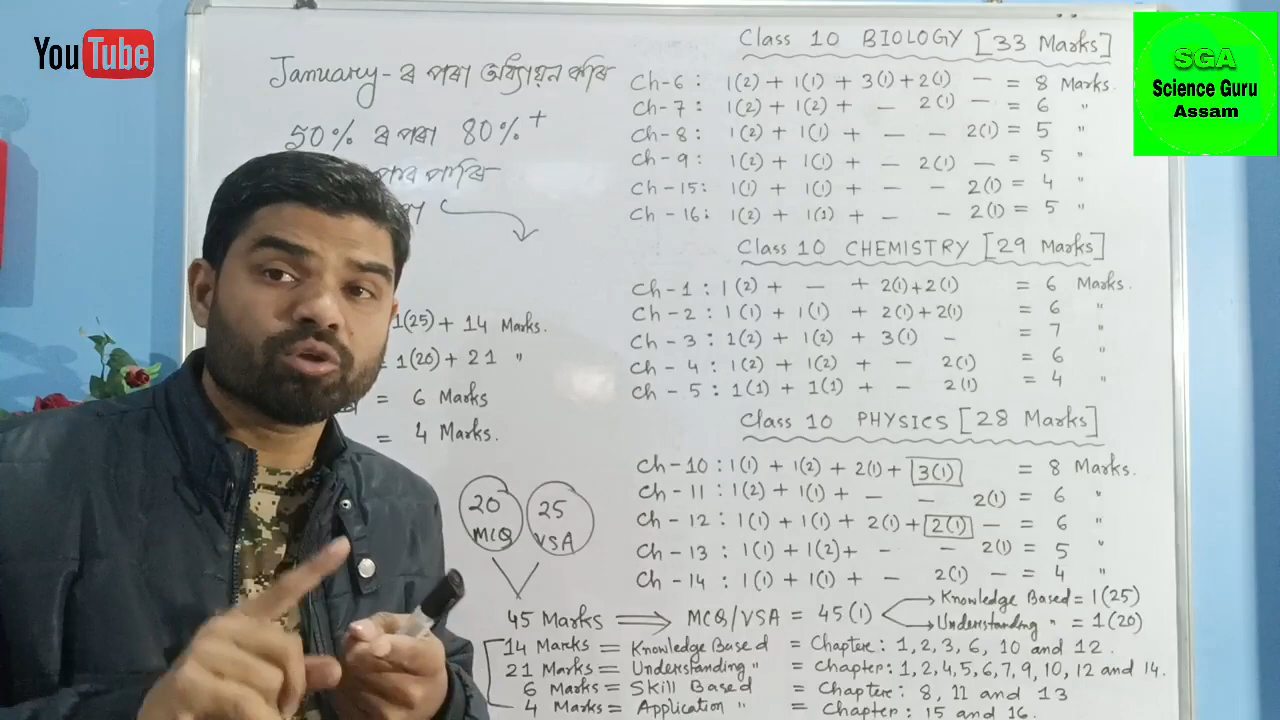 YouTube
SGA
Science Guru
Assam
January-ৰ পৰা অধ্যয়ন কৰি
50% ৰ পৰা 80%+
পাৰি
1(25) + 14 Marks.
= 1(20) + 21 "
= 6 Marks
= 4 Marks.
20 MCQ
25 VSA
Class 10 BIOLOGY [33 Marks]
Ch-6: 1(2) + 1(1) + 3(1) + 2(1) — = 8 Marks.
Ch-7: 1(2) + 1(2) + — 2(1) — = 6 "
Ch-8: 1(2) + 1(1) + — — 2(1) = 5 "
Ch-9: 1(2) + 1(1) + — 2(1) — = 5 "
Ch-15: 1(1) + 1(1) + — — 2(1) = 4 "
Ch-16: 1(2) + 1(1) + — — 2(1) = 5 "
Class 10 CHEMISTRY [29 Marks]
Ch-1: 1(2) + — + 2(1)+2(1) = 6 Marks.
Ch-2: 1(1) + 1(1) + 2(1)+2(1) = 6 "
Ch-3: 1(2) + 1(2) + 3(1) — = 7 "
Ch-4: 1(2) + 1(2) + — 2(1) = 6 "
Ch-5: 1(1) + 1(1) + — 2(1) = 4 "
Class 10 PHYSICS [28 Marks]
Ch-10: 1(1) + 1(2) + 2(1) + 3(1) = 8 Marks.
Ch-11: 1(2) + 1(1) + — — 2(1) = 6 "
Ch-12: 1(1) + 1(1) + 2(1) + 2(1) — = 6 "
Ch-13: 1(1) + 1(2) + — — 2(1) = 5 "
Ch-14: 1(1) + 1(1) + — 2(1) — = 4 "
45 Marks ⟹ MCQ/VSA = 45(1)
Knowledge Based = 1(25)
Understanding " = 1(20)
14 Marks = Knowledge Based = Chapter: 1, 2, 3, 6, 10 and 12.
21 Marks = Understanding " = Chapter: 1, 2, 4, 5, 6, 7, 9, 10, 12 and 14.
6 Marks = Skill Based = Chapter: 8, 11 and 13
4 Marks = Application " = Chapter: 15 and 16.